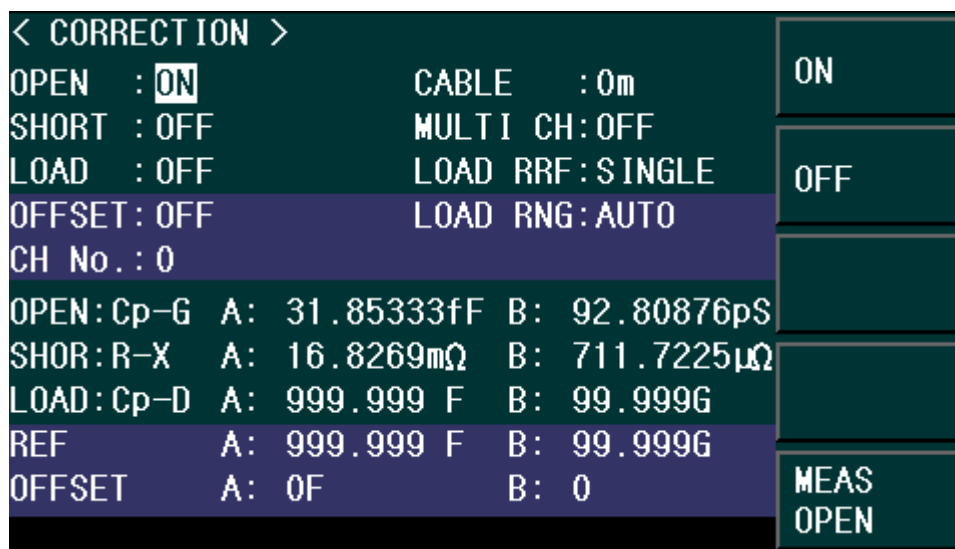 < CORRECTION >
OPEN :ON CABLE :0m
SHORT :OFF MULTI CH:OFF
LOAD :OFF LOAD RRF:SINGLE
OFFSET:OFF LOAD RNG:AUTO
CH No.:0
OPEN:Cp-G A: 31.85333fF B: 92.80876pS
SHOR:R-X A: 16.8269mΩ B: 711.7225μΩ
LOAD:Cp-D A: 999.999 F B: 99.999G
REF A: 999.999 F B: 99.999G
OFFSET A: 0F B: 0
ON
OFF
MEAS
OPEN